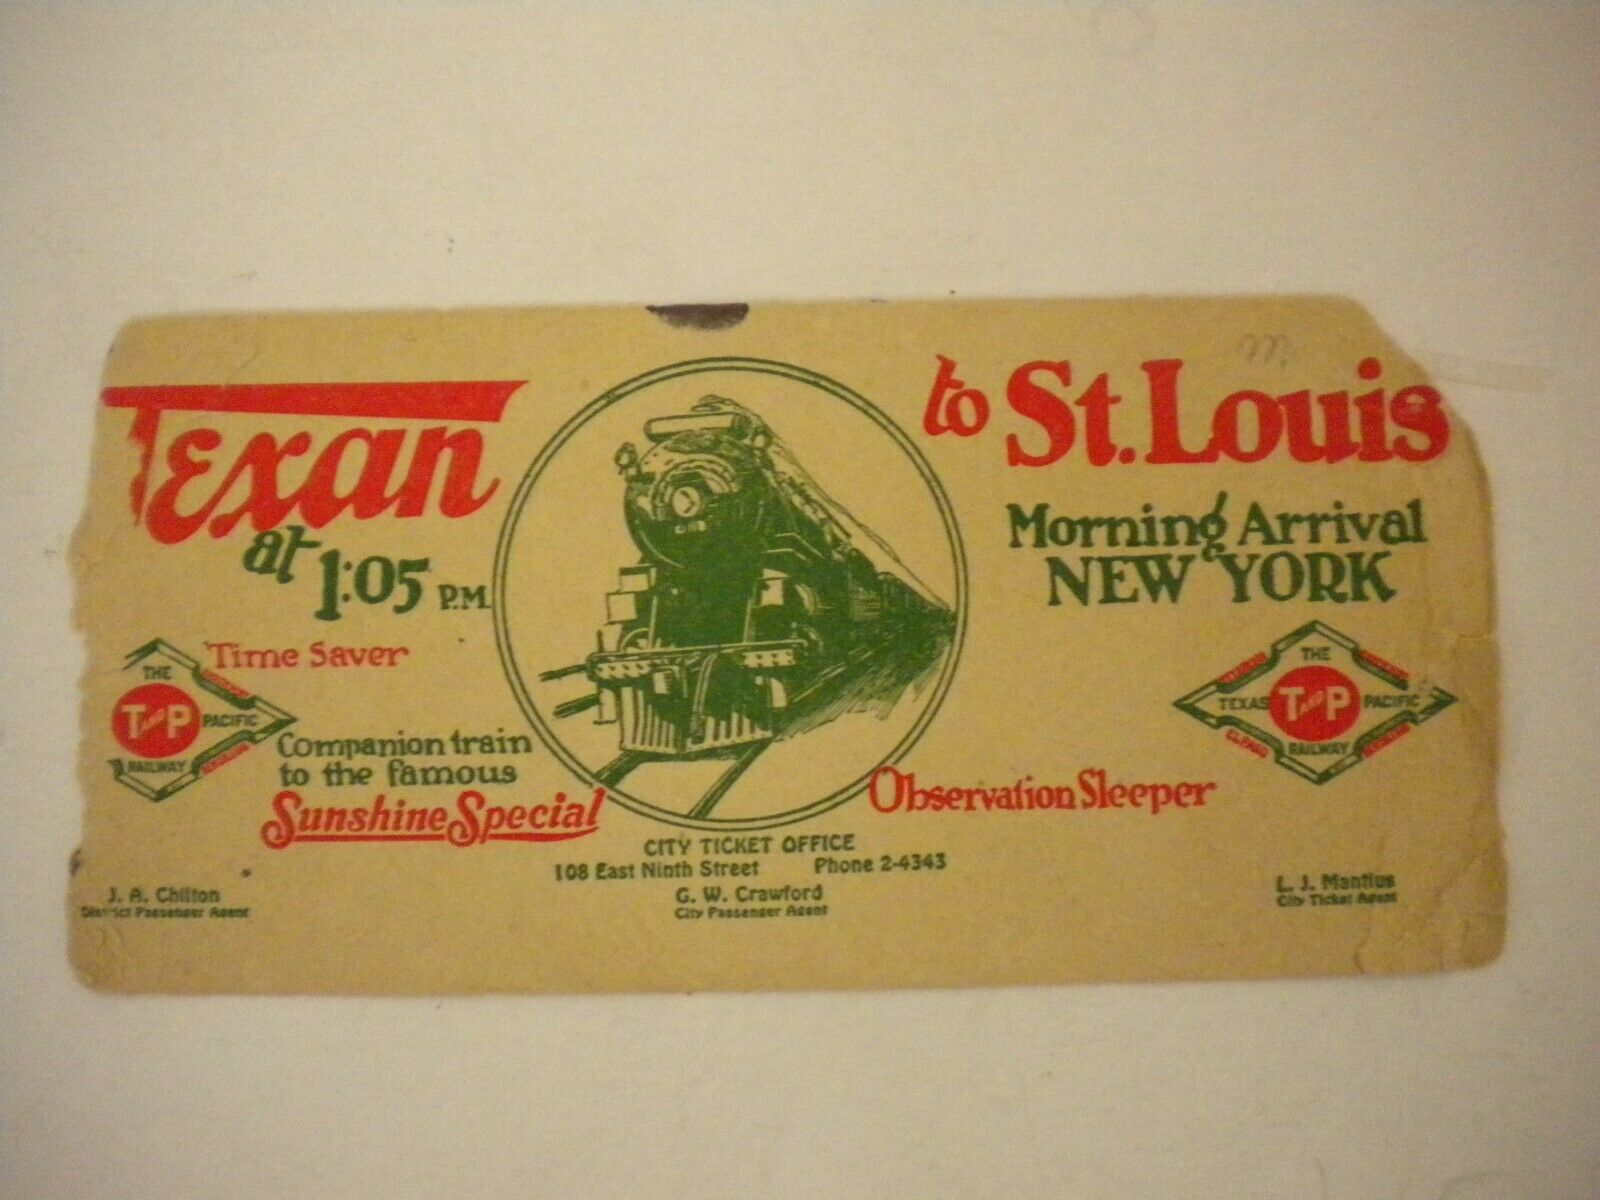 Texan
at 1:05 P.M.
Time Saver
THE
T AND P
PACIFIC
RAILWAY
Companion train
to the famous
Sunshine Special
to St. Louis
Morning Arrival
NEW YORK
THE
TEXAS T AND P PACIFIC
RAILWAY
Observation Sleeper
CITY TICKET OFFICE
108 East Ninth Street Phone 2-4343
J. A. Chilton
District Passenger Agent
G. W. Crawford
City Passenger Agent
L. J. Mantius
City Ticket Agent